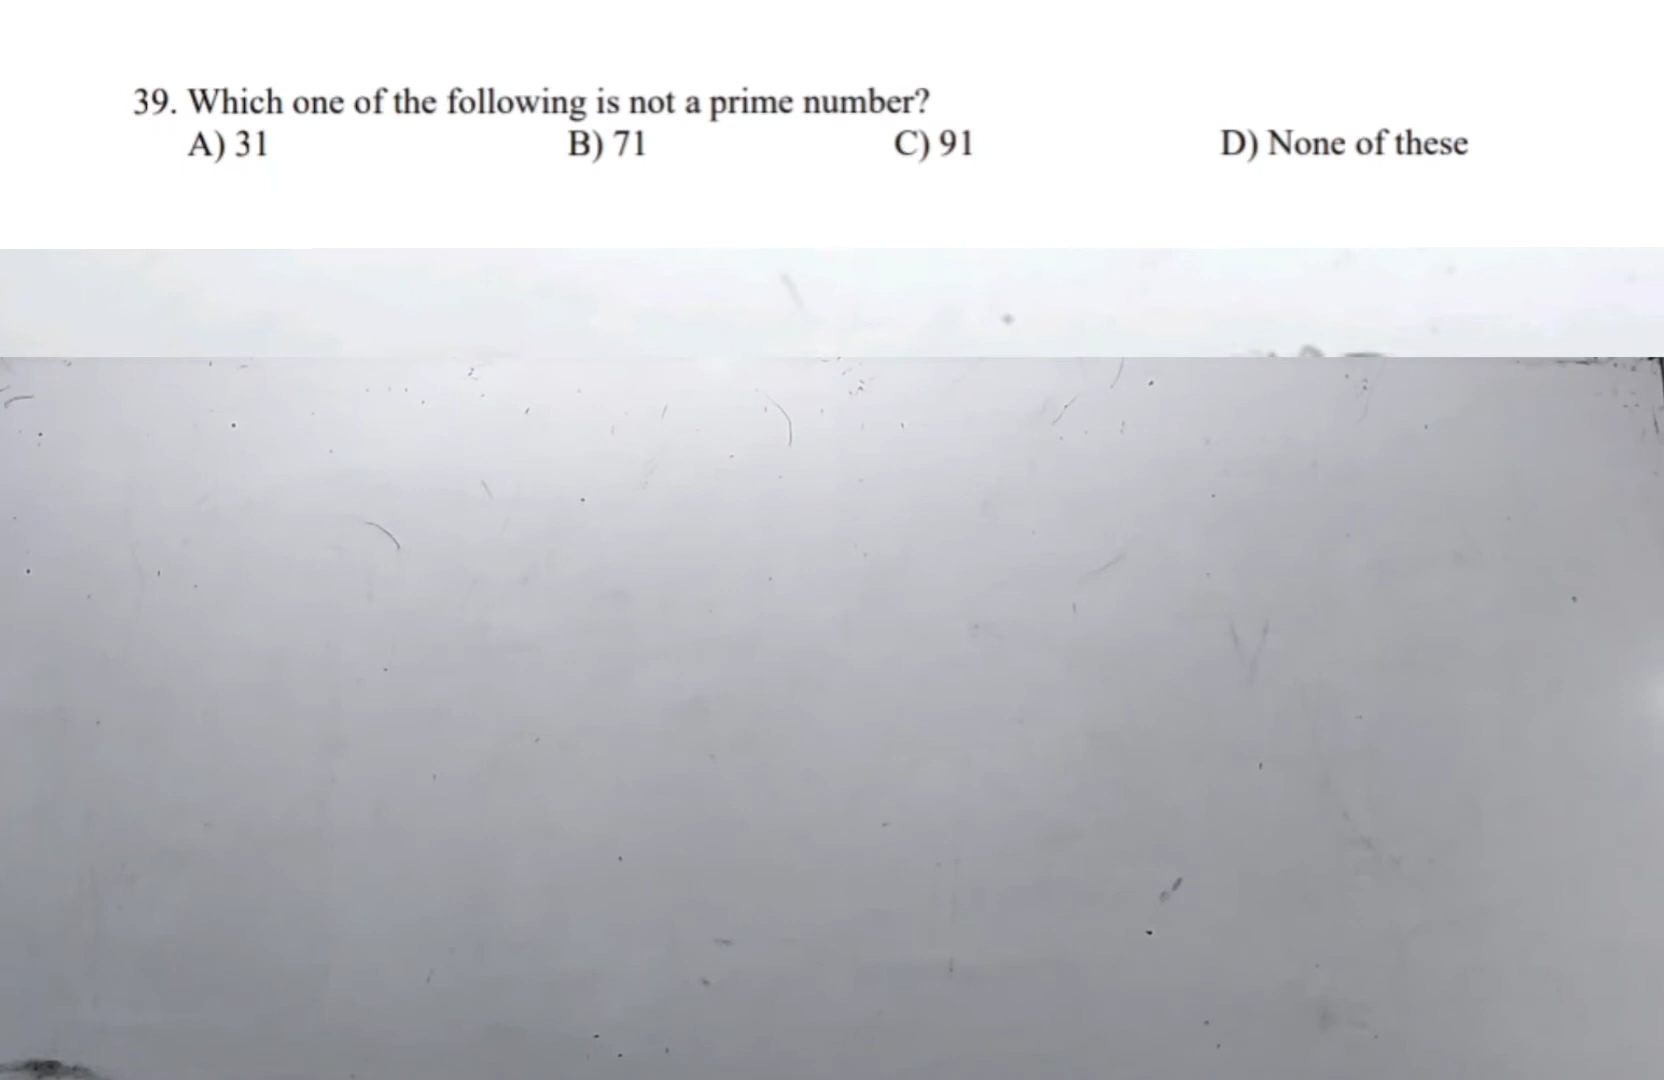 39. Which one of the following is not a prime number?
A) 31 B) 71 C) 91 D) None of these